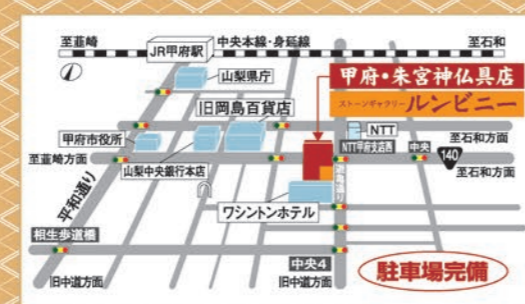 至韮崎
JR甲府駅
中央本線・身延線
至石和
山梨県庁
甲府・朱宮神仏具店
ストーンギャラリー ルンビニー
旧岡島百貨店
甲府市役所
NTT
至石和方面
至韮崎方面
山梨中央銀行本店
NTT甲府支店西
中央
140
至石和方面
平和通り
ワシントンホテル
相生歩道橋
中央4
旧中道方面
旧中道方面
駐車場完備